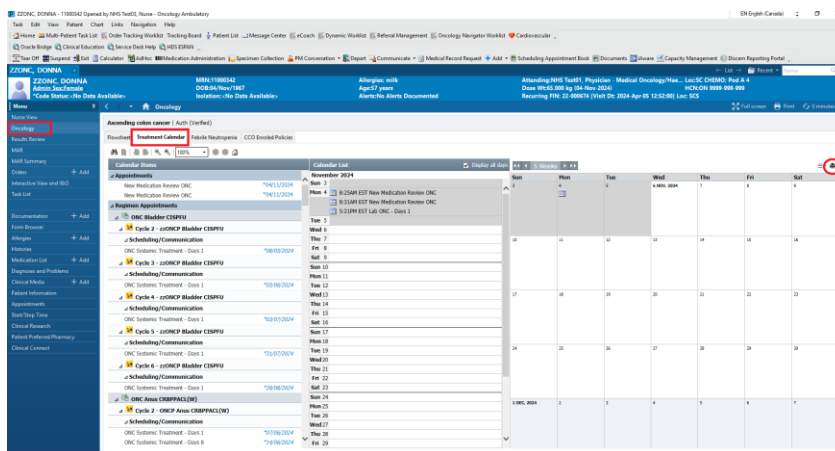 ZZONC, DONNA - 11000342 Opened by NHS Test03, Nurse - Oncology Ambulatory
EN English (Canada)
Task Edit View Patient Chart Links Navigation Help
Home Multi-Patient Task List Order Tracking Worklist Tracking Board Patient List Message Center eCoach Dynamic Worklist Referral Management Oncology Navigator Worklist Cardiovascular
Oracle Bridge Clinical Education Service Desk Help HDS ESPAN
Tear Off Suspend Exit Calculator AdHoc Medication Administration Specimen Collection PM Conversation Depart Communicate Medical Record Request + Add Scheduling Appointment Book Documents iAware Capacity Management Discern Reporting Portal
ZZONC, DONNA
List Recent Name
ZZONC, DONNA MRN:11000342 Allergies: milk Attending:NHS Test01, Physician - Medical Oncology/Hae... Loc:SC CHEMO; Pod A 4
Admin Sex:Female DOB:04/Nov/1967 Age:57 years Dose Wt:65.000 kg (04-Nov-2024) HCN:ON 9999-999-999
*Code Status:<No Data Available> Isolation:<No Data Available> Alerts:No Alerts Documented Recurring FIN: 22-000674 [Visit Dt: 2024-Apr-05 12:52:00] Loc: SCS
Menu Oncology Full screen Print 0 minutes
Nurse View
Oncology
Results Review
MAR
MAR Summary
Orders + Add
Interactive View and I&O
Task List
Documentation + Add
Form Browser
Allergies + Add
Histories
Medication List + Add
Diagnoses and Problems
Clinical Media + Add
Patient Information
Appointments
Start/Stop Time
Clinical Research
Patient Preferred Pharmacy
Clinical Connect
Ascending colon cancer | Auth (Verified)
Flowsheet Treatment Calendar Febrile Neutropenia CCO Enroled Policies
100%
Calendar Items
Appointments
New Medication Review ONC *04/11/2024
New Medication Review ONC *04/11/2024
Regimen Appointments
ONC Bladder CISPFU
Cycle 2 - zzONCP Bladder CISPFU
Scheduling/Communication
ONC Systemic Treatment - Days 1 *08/05/2024
Cycle 3 - zzONCP Bladder CISPFU
Scheduling/Communication
ONC Systemic Treatment - Days 1 *05/06/2024
Cycle 4 - zzONCP Bladder CISPFU
Scheduling/Communication
ONC Systemic Treatment - Days 1 *03/07/2024
Cycle 5 - zzONCP Bladder CISPFU
Scheduling/Communication
ONC Systemic Treatment - Days 1 *31/07/2024
Cycle 6 - zzONCP Bladder CISPFU
Scheduling/Communication
ONC Systemic Treatment - Days 1 *28/08/2024
ONC Anus CRBPPACL(W)
Cycle 2 - ONCP Anus CRBPPACL(W)
Scheduling/Communication
ONC Systemic Treatment - Days 1
ONC Systemic Treatment - Days 8
Calendar List Display all days
November 2024
Sun 3
Mon 4 8:25AM EST New Medication Review ONC
8:31AM EST New Medication Review ONC
5:21PM EST Lab ONC - Days 1
Tue 5
Wed 6
Thu 7
Fri 8
Sat 9
Sun 10
Mon 11
Tue 12
Wed 13
Thu 14
Fri 15
Sat 16
Sun 17
Mon 18
Tue 19
Wed 20
Thu 21
Fri 22
Sat 23
Sun 24
Mon 25
Tue 26
Wed 27
Thu 28
Fri 29
5 Weeks
Sun Mon Tue Wed Thu Fri Sat
3 4 5 6 NOV. 2024 7 8 9
10 11 12 13 14 15 16
17 18 19 20 21 22 23
24 25 26 27 28 29 30
1 DEC. 2024 2 3 4 5 6 7